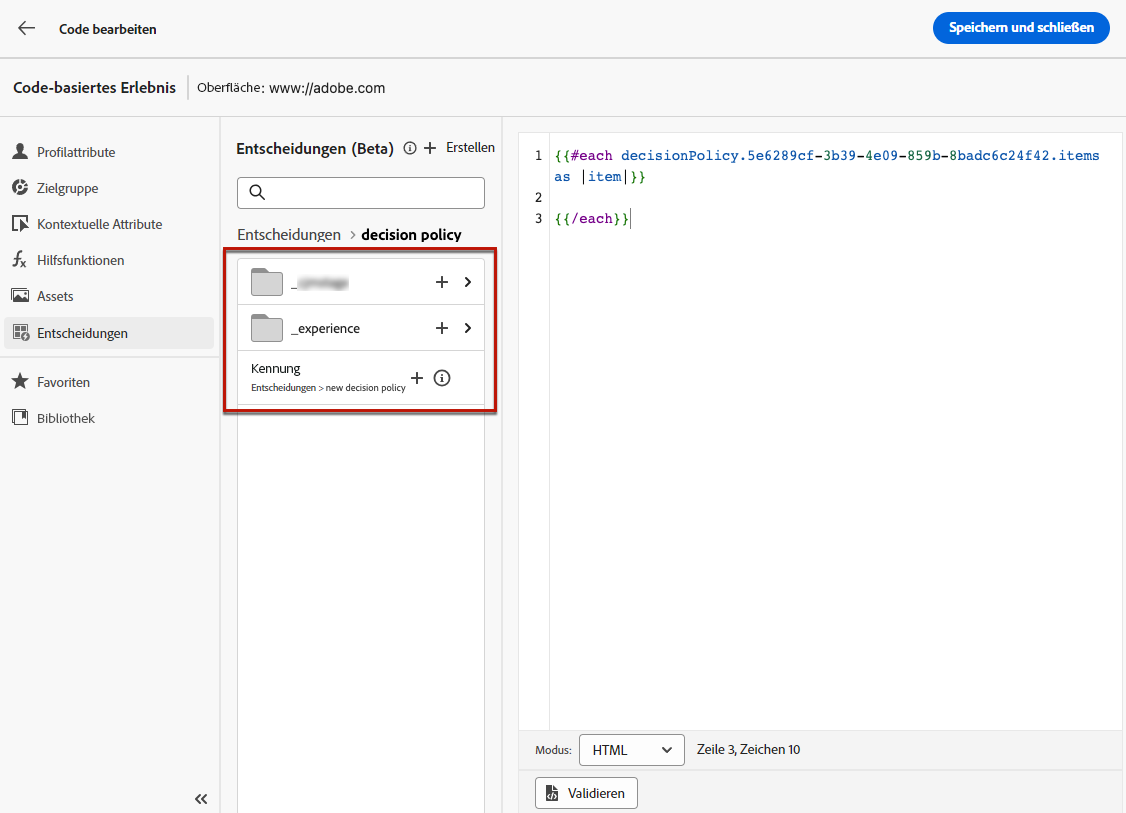 Code bearbeiten
Speichern und schließen
Code-basiertes Erlebnis
Oberfläche: www://adobe.com
Profilattribute
Zielgruppe
Kontextuelle Attribute
Hilfsfunktionen
Assets
Entscheidungen
Favoriten
Bibliothek
Entscheidungen (Beta)
Erstellen
Entscheidungen > decision policy
_experience
Kennung
Entscheidungen > new decision policy
1 {{#each decisionPolicy.5e6289cf-3b39-4e09-859b-8badc6c24f42.items
as |item|}}
2
3 {{/each}}
Modus: HTML Zeile 3, Zeichen 10
Validieren